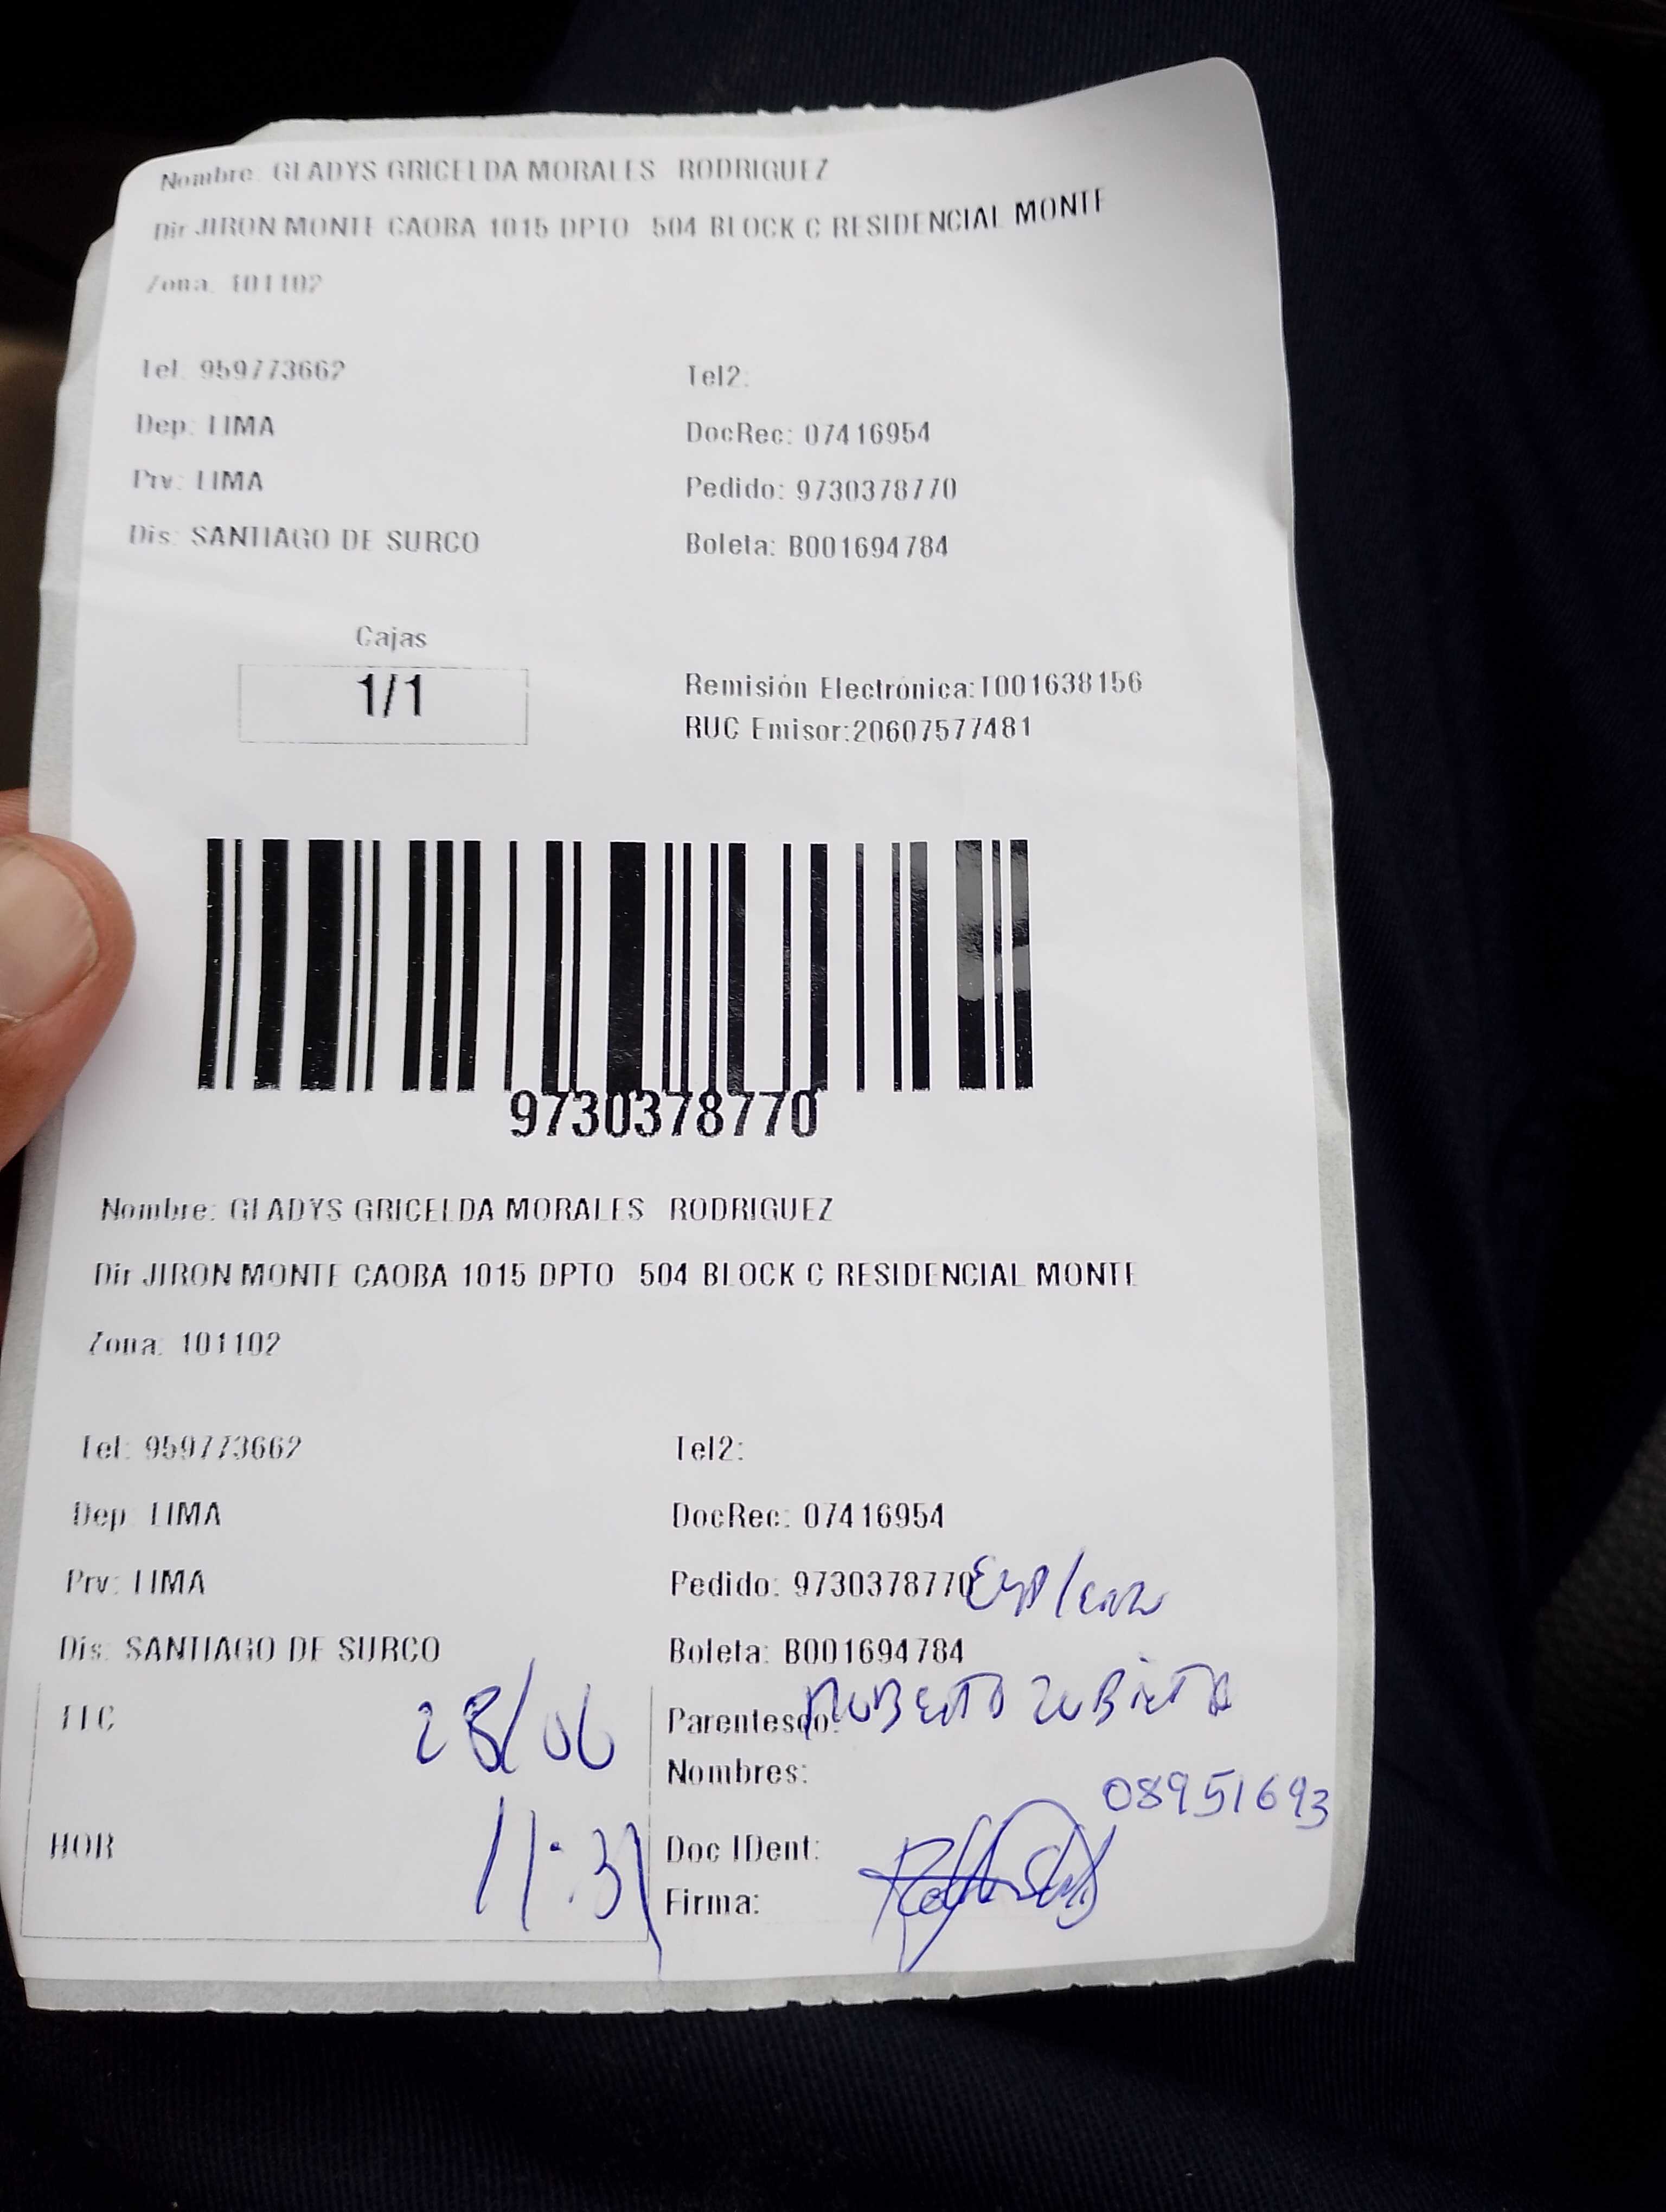 Nombre: GLADYS GRICELDA MORALES RODRIGUEZ
Dir JIRON MONTE CAOBA 1015 DPTO 504 BLOCK C RESIDENCIAL MONTE
Zona: 101102
Tel: 959773662 Tel2:
Dep: LIMA DocRec: 07416954
Prv: LIMA Pedido: 9730378770
Dis: SANTIAGO DE SURCO Boleta: B001694784
Cajas
1/1
Remisión Electrónica:T001638156
RUC Emisor:20607577481
9730378770
Nombre: GLADYS GRICELDA MORALES RODRIGUEZ
Dir JIRON MONTE CAOBA 1015 DPTO 504 BLOCK C RESIDENCIAL MONTE
Zona: 101102
Tel: 959773662 Tel2:
Dep: LIMA DocRec: 07416954
Prv: LIMA Pedido: 9730378770
Dis: SANTIAGO DE SURCO Boleta: B001694784
28/06 Parentesco:
Nombres:
08951693
HOR 11:31 Doc IDent:
Firma: